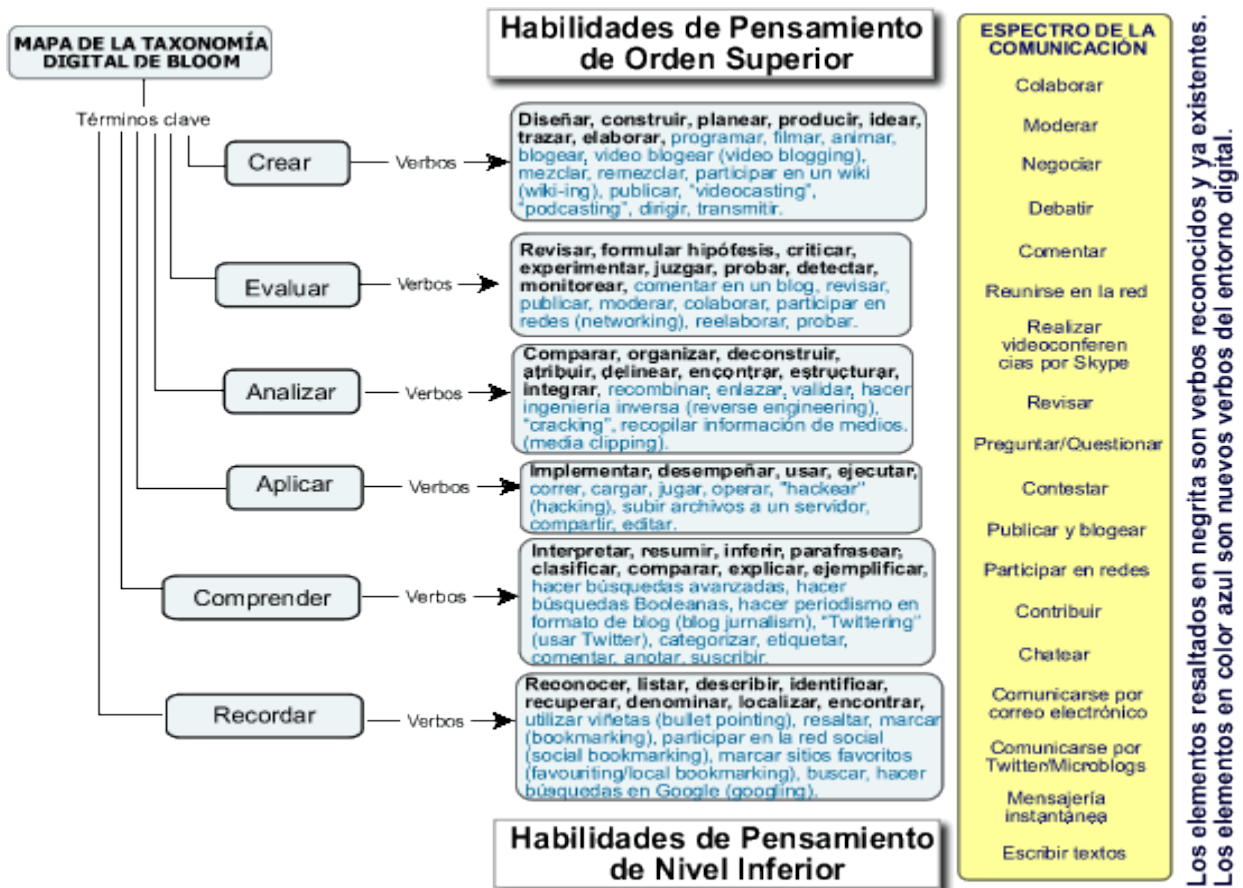 MAPA DE LA TAXONOMÍA
DIGITAL DE BLOOM
Términos clave
Habilidades de Pensamiento
de Orden Superior
Crear
Verbos
Diseñar, construir, planear, producir, idear,
trazar, elaborar, programar, filmar, animar,
blogear, video blogear (video blogging),
mezclar, remezclar, participar en un wiki
(wiki-ing), publicar, "videocasting",
"podcasting", dirigir, transmitir.
Evaluar
Verbos
Revisar, formular hipófesis, criticar,
experimentar, juzgar, probar, detectar,
monitorear, comentar en un blog, revisar,
publicar, moderar, colaborar, participar en
redes (networking), reelaborar, probar.
Analizar
Verbos
Comparar, organizar, deconstruir,
atribuir, delinear, encontrar, estructurar,
integrar, recombinar, enlazar, validar, hacer
ingeniería inversa (reverse engineering),
"cracking", recopilar información de medios.
(media clipping).
Aplicar
Verbos
Implementar, desempeñar, usar, ejecutar,
correr, cargar, jugar, operar, "hackear"
(hacking), subir archivos a un servidor,
compartir, editar.
Comprender
Verbos
Interpretar, resumir, inferir, parafrasear,
clasificar, comparar, explicar, ejemplificar,
hacer búsquedas avanzadas, hacer
búsquedas Booleanas, hacer periodismo en
formato de blog (blog jornalism), "Twittering"
(usar Twitter), categorizar, etiquetar,
comentar, anotar, suscribir.
Recordar
Verbos
Reconocer, listar, describir, identificar,
recuperar, denominar, localizar, encontrar,
utilizar viñetas (bullet pointing), resaltar, marcar
(bookmarking), participar en la red social
(social bookmarking), marcar sitios favoritos
(favouriting/local bookmarking), buscar, hacer
búsquedas en Google (googling).
Habilidades de Pensamiento
de Nivel Inferior
ESPECTRO DE LA
COMUNICACIÓN
Colaborar
Moderar
Negociar
Debatir
Comentar
Reunirse en la red
Realizar
videoconferen
cias por Skype
Revisar
Preguntar/Questionar
Contestar
Publicar y blogear
Participar en redes
Contribuir
Chatear
Comunicarse por
correo electrónico
Comunicarse por
Twitter/Microblogs
Mensajería
instantánea
Escribir textos
Los elementos resaltados en negrita son verbos reconocidos y ya existentes.
Los elementos en color azul son nuevos verbos del entorno digital.